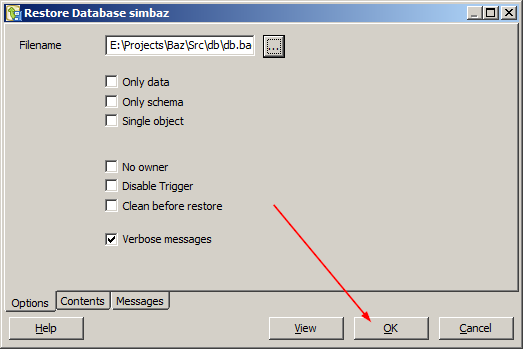 Restore Database simbaz
Filename E:\Projects\Baz\Src\db\db.ba ...
Only data
Only schema
Single object
No owner
Disable Trigger
Clean before restore
Verbose messages
Options Contents Messages
Help View OK Cancel